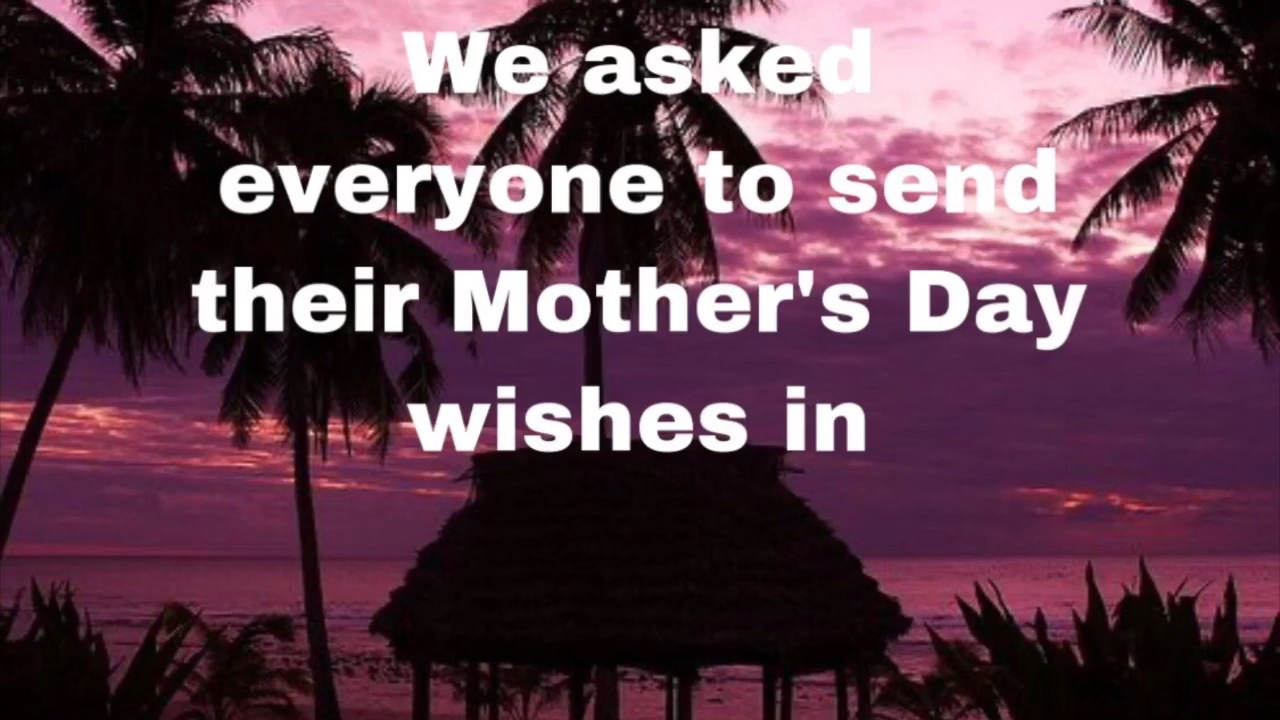 We asked
everyone to send
their Mother's Day
wishes in